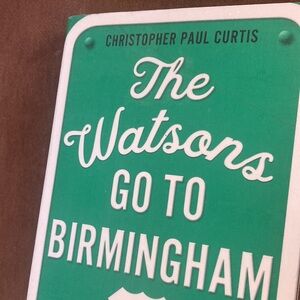 CHRISTOPHER PAUL CURTIS
The
Watsons
GO TO
BIRMINGHAM